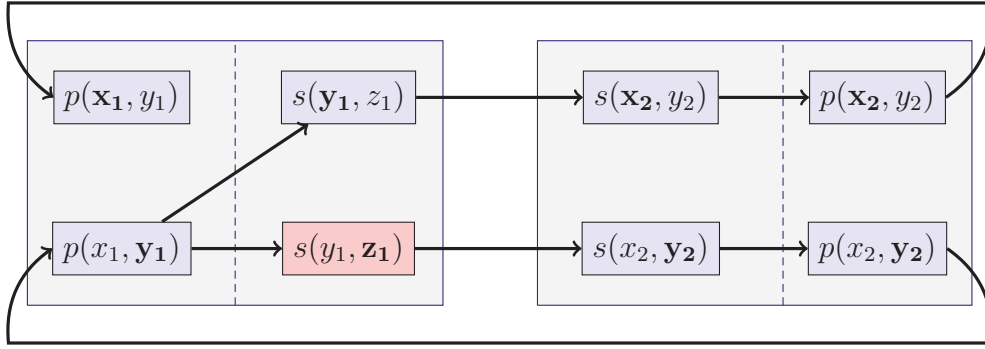 p(𝐱₁, y₁) s(𝐲₁, z₁) s(𝐱₂, y₂) p(𝐱₂, y₂)
p(x₁, 𝐲₁) s(y₁, 𝐳₁) s(x₂, 𝐲₂) p(x₂, 𝐲₂)